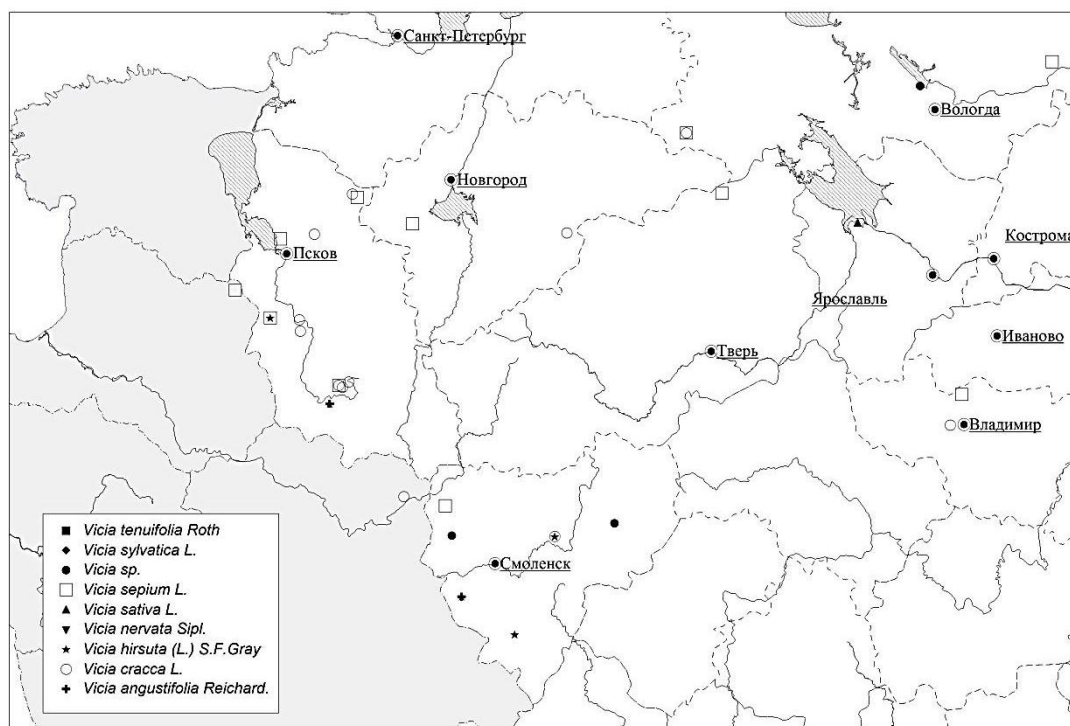 Санкт-Петербург
Вологда
Новгород
Псков
Кострома
Ярославль
Иваново
Тверь
Владимир
Смоленск
Vicia tenuifolia Roth
Vicia sylvatica L.
Vicia sp.
Vicia sepium L.
Vicia sativa L.
Vicia nervata Sipl.
Vicia hirsuta (L.) S.F.Gray
Vicia cracca L.
Vicia angustifolia Reichard.